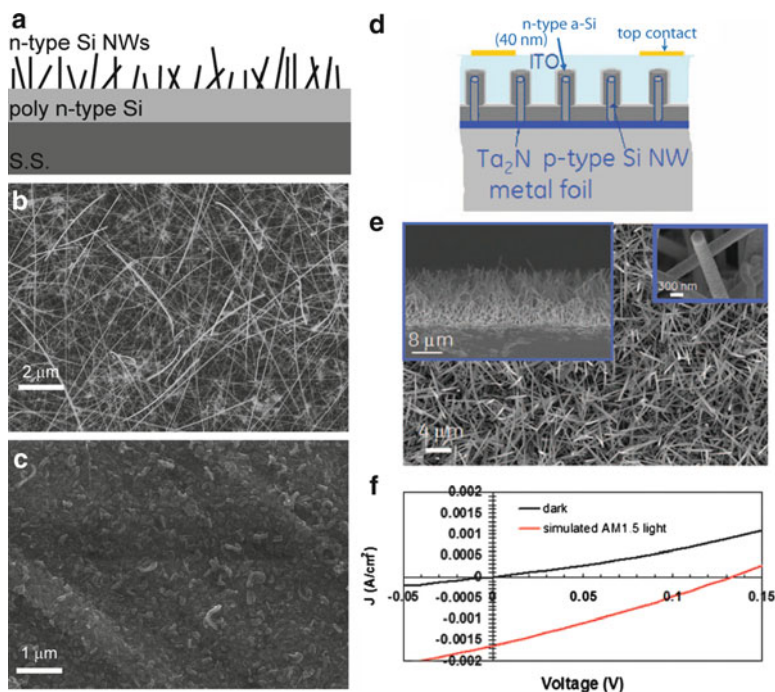 a
n-type Si NWs
poly n-type Si
S.S.
b
2 μm
c
1 μm
d
n-type a-Si
(40 nm)
top contact
ITO
Ta₂N p-type Si NW
metal foil
e
8 μm
300 nm
4 μm
f
0.002
0.0015
0.001
0.0005
0
-0.0005
-0.001
-0.0015
-0.002
-0.05
0
0.05
0.1
0.15
dark
simulated AM1.5 light
J (A/cm²)
Voltage (V)